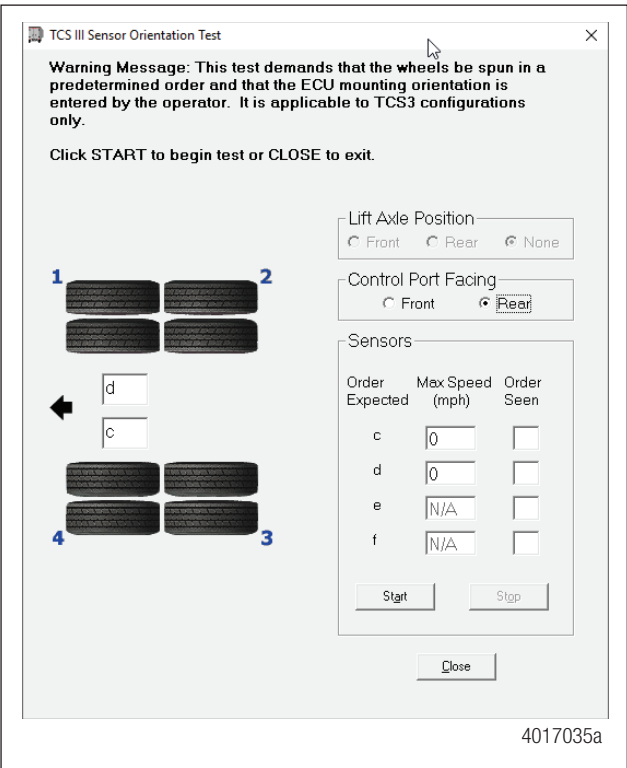 TCS III Sensor Orientation Test
Warning Message: This test demands that the wheels be spun in a
predetermined order and that the ECU mounting orientation is
entered by the operator. It is applicable to TCS3 configurations
only.
Click START to begin test or CLOSE to exit.
Lift Axle Position
Front Rear None
Control Port Facing
Front Rear
1 2
d
c
4 3
Sensors
Order Expected Max Speed (mph) Order Seen
c 0
d 0
e N/A
f N/A
Start Stop
Close
4017035a